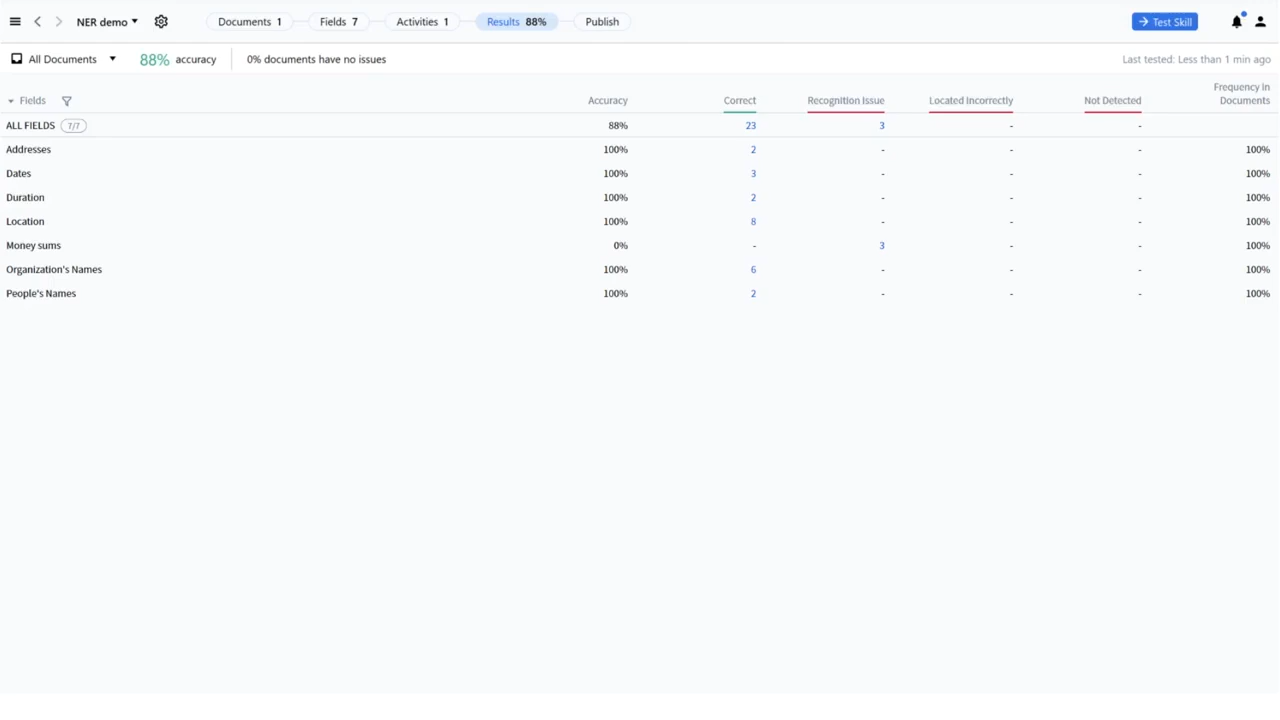 NER demo Documents 1 Fields 7 Activities 1 Results 88% Publish Test Skill
All Documents 88% accuracy 0% documents have no issues Last tested: Less than 1 min ago
Fields Accuracy Correct Recognition Issue Located Incorrectly Not Detected Frequency in Documents
ALL FIELDS 7/7 88% 23 3 - -
Addresses 100% 2 - - - 100%
Dates 100% 3 - - - 100%
Duration 100% 2 - - - 100%
Location 100% 8 - - - 100%
Money sums 0% - 3 - - 100%
Organization's Names 100% 6 - - - 100%
People's Names 100% 2 - - - 100%